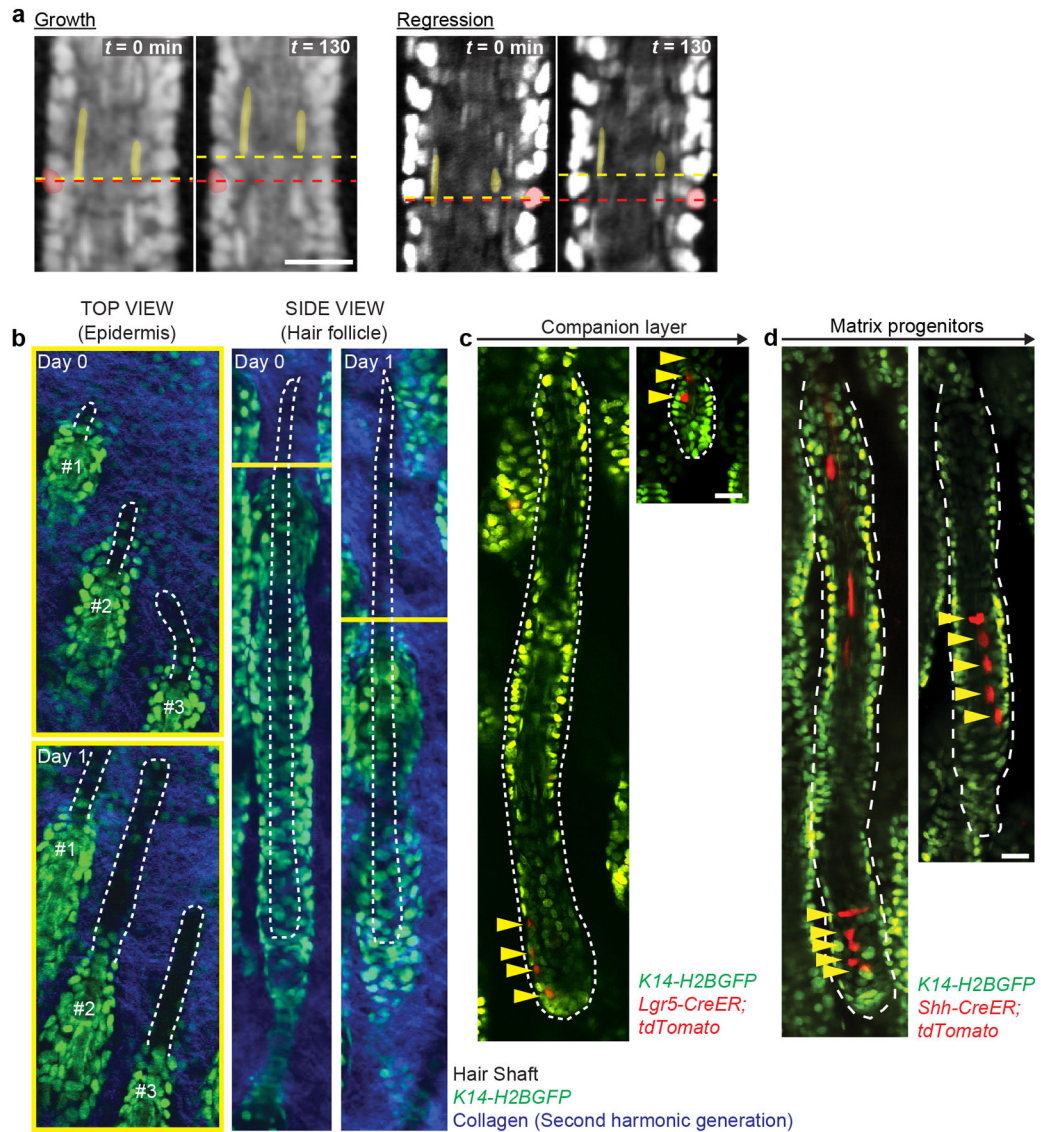 a
Growth
Regression
t = 0 min
t = 130
t = 0 min
t = 130
b
TOP VIEW
(Epidermis)
SIDE VIEW
(Hair follicle)
Day 0
#1
#2
#3
Day 1
#1
#2
#3
Day 0
Day 1
Hair Shaft
K14-H2BGFP
Collagen (Second harmonic generation)
c
Companion layer
K14-H2BGFP
Lgr5-CreER;
tdTomato
d
Matrix progenitors
K14-H2BGFP
Shh-CreER;
tdTomato